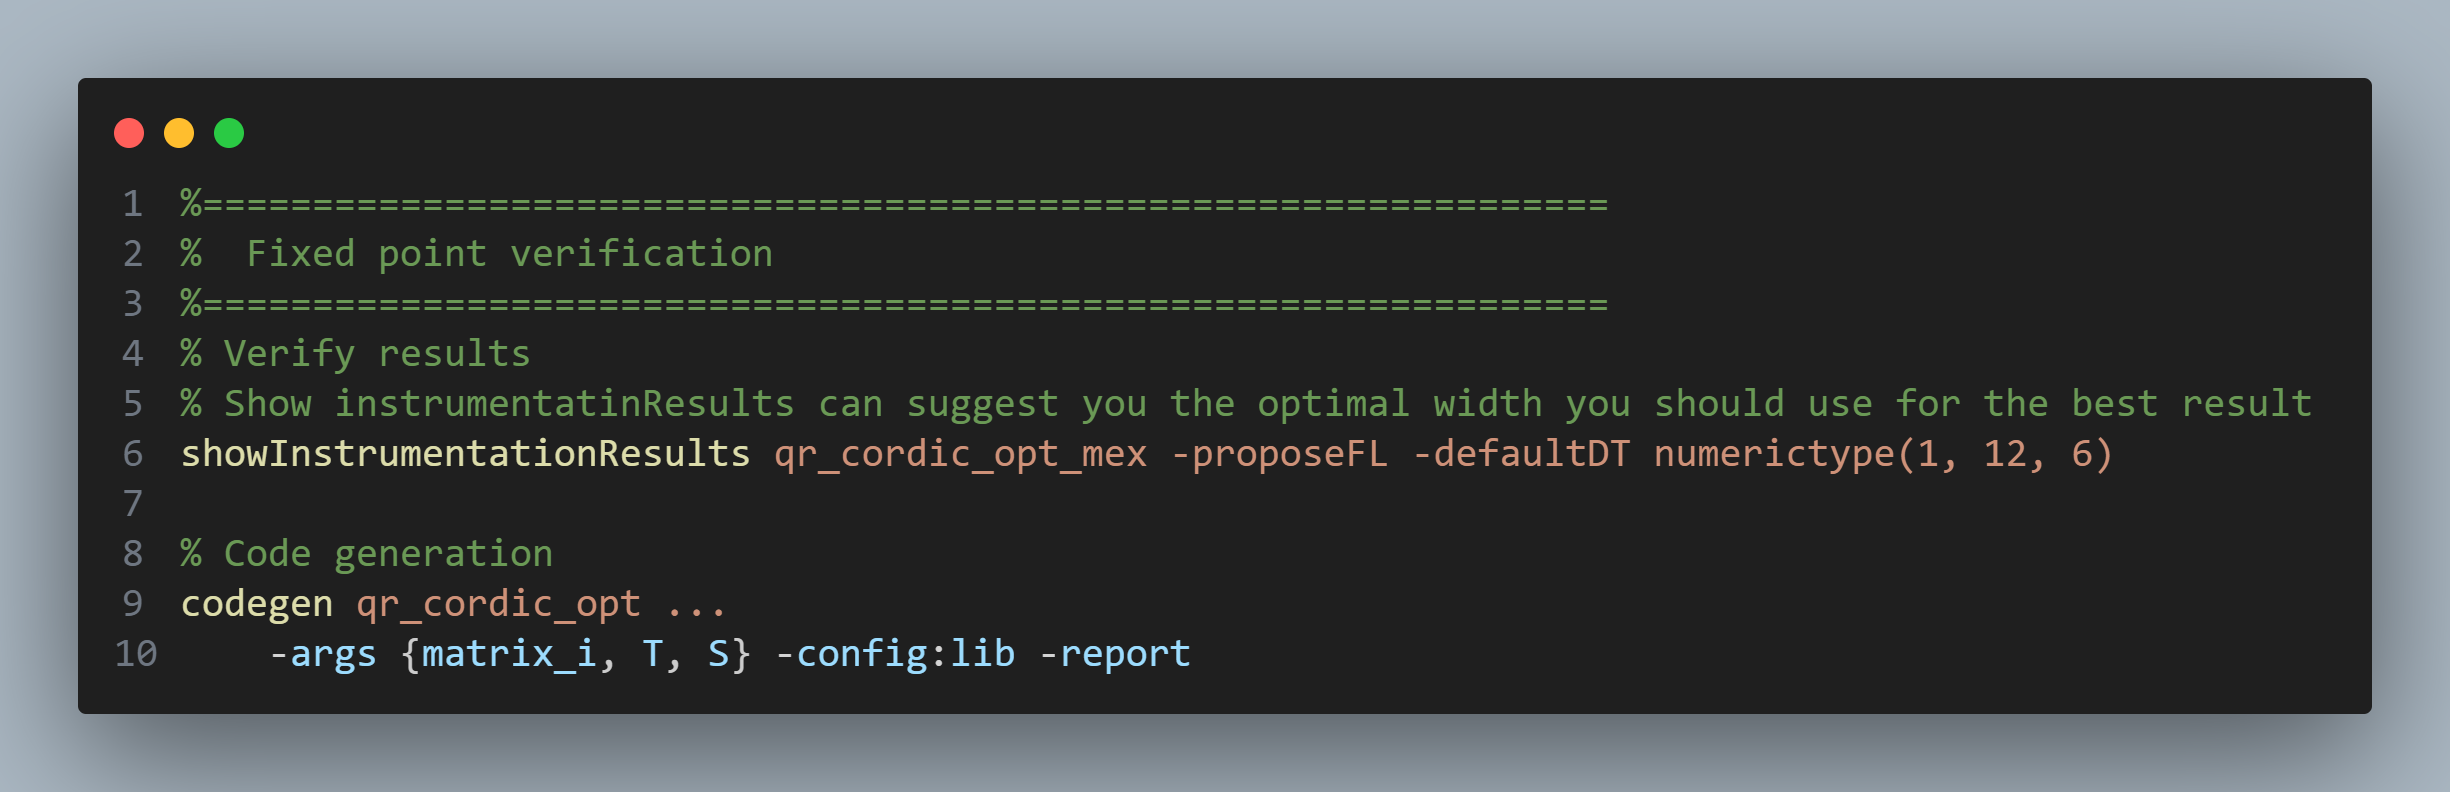 1 %================================================================
2 %  Fixed point verification
3 %================================================================
4 % Verify results
5 % Show instrumentatinResults can suggest you the optimal width you should use for the best result
6 showInstrumentationResults qr_cordic_opt_mex -proposeFL -defaultDT numerictype(1, 12, 6)
7
8 % Code generation
9 codegen qr_cordic_opt ...
10     -args {matrix_i, T, S} -config:lib -report